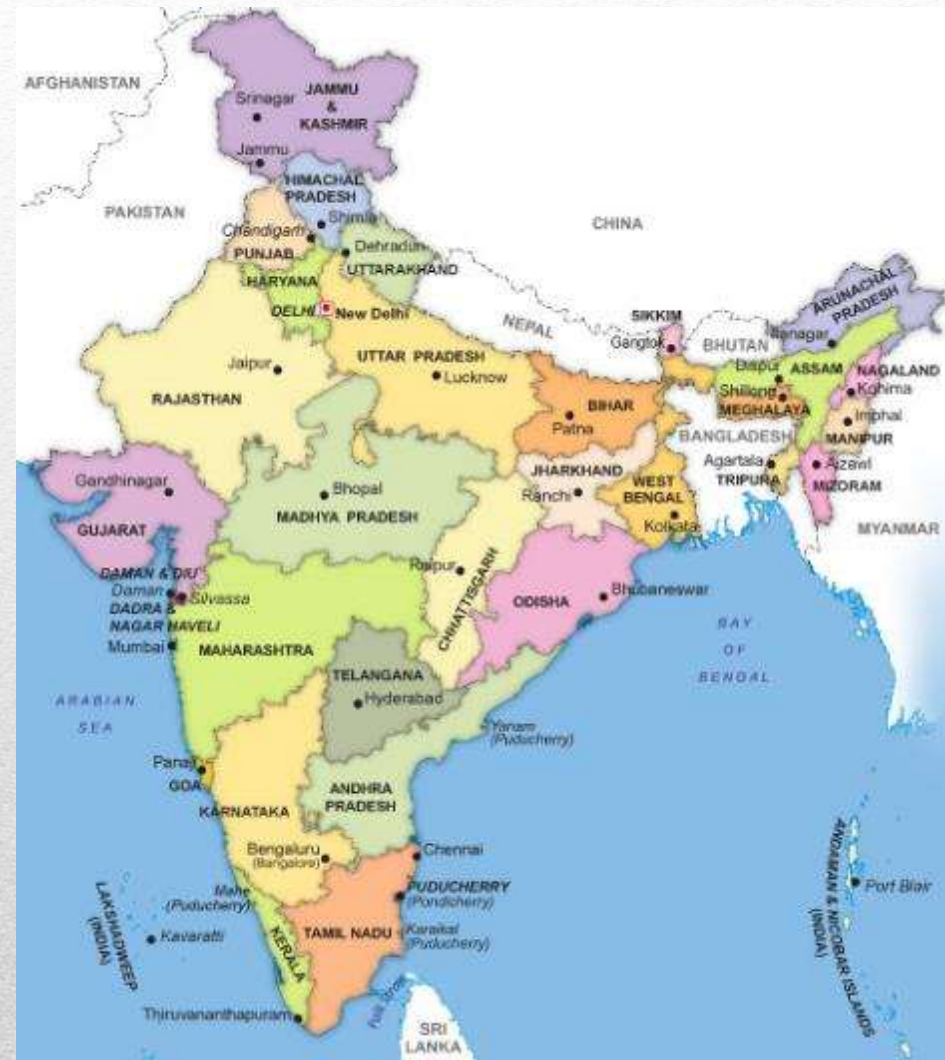 AFGHANISTAN
JAMMU
&
KASHMIR
Srinagar
Jammu
HIMACHAL
PRADESH
PAKISTAN
Shimla
CHINA
Chandigarh
PUNJAB
Dehradun
UTTARAKHAND
HARYANA
DELHI
New Delhi
NEPAL
SIKKIM
Gangtok
BHUTAN
ARUNACHAL
PRADESH
Itanagar
Jaipur
UTTAR PRADESH
Lucknow
RAJASTHAN
Dispur
ASSAM
NAGALAND
Shillong
Kohima
MEGHALAYA
BIHAR
Patna
Imphal
MANIPUR
BANGLADESH
JHARKHAND
Ranchi
Agartala
TRIPURA
Aizawl
MIZORAM
Gandhinagar
Bhopal
MADHYA PRADESH
WEST
BENGAL
Kolkata
GUJARAT
MYANMAR
Raipur
CHHATTISGARH
DAMAN & DIU
Daman
Silvassa
DADRA &
NAGAR HAVELI
ODISHA
Bhubaneswar
Mumbai
MAHARASHTRA
BAY
OF
BENGAL
TELANGANA
Hyderabad
ARABIAN
SEA
Yanam
(Puducherry)
Panaji
GOA
KARNATAKA
ANDHRA
PRADESH
Bengaluru
(Bangalore)
Chennai
Mahe
(Puducherry)
PUDUCHERRY
(Pondicherry)
LAKSHADWEEP
(INDIA)
Kavaratti
KERALA
TAMIL NADU
Karaikal
(Puducherry)
ANDAMAN & NICOBAR ISLANDS
(INDIA)
Port Blair
Thiruvananthapuram
Palk Strait
SRI
LANKA